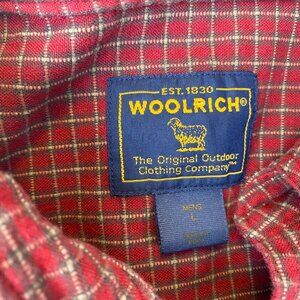 EST. 1830
WOOLRICH®
The Original Outdoor
Clothing Company™
MENS
L